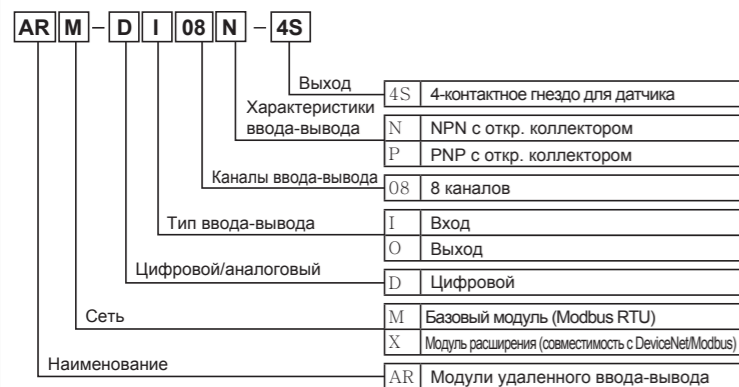 ARM-DI08N-4S
Выход
4S 4-контактное гнездо для датчика
Характеристики
ввода-вывода
N NPN с откр. коллектором
P PNP с откр. коллектором
Каналы ввода-вывода
08 8 каналов
Тип ввода-вывода
I Вход
O Выход
Цифровой/аналоговый
D Цифровой
Сеть
M Базовый модуль (Modbus RTU)
X Модуль расширения (совместимость с DeviceNet/Modbus)
Наименование
AR Модули удаленного ввода-вывода